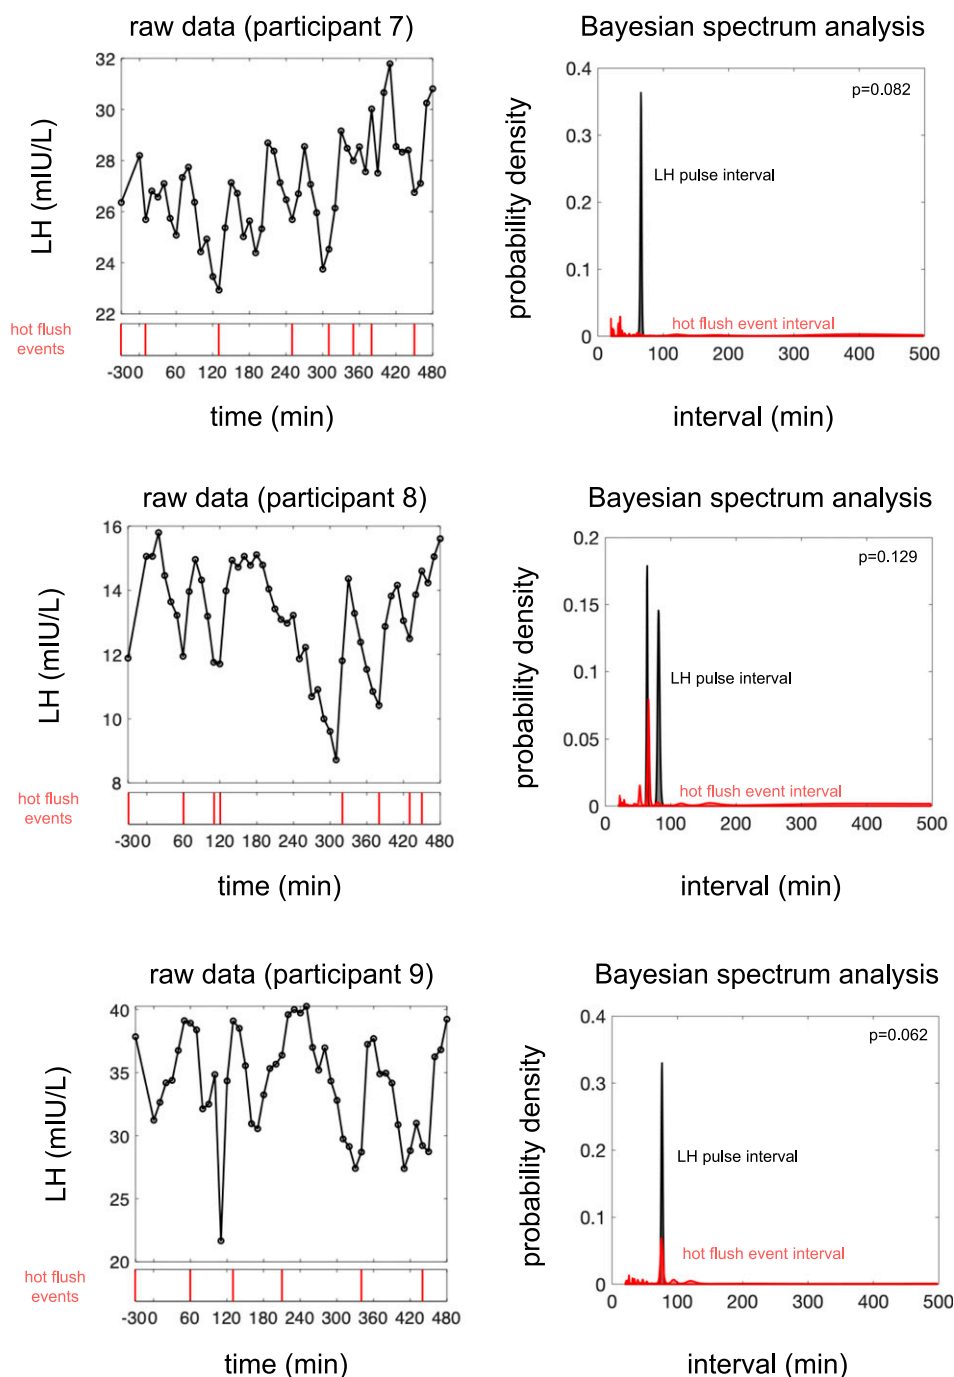 raw data (participant 7)
Bayesian spectrum analysis
LH (mIU/L)
32
30
28
26
24
22
hot flush
events
-300 60 120 180 240 300 360 420 480
time (min)
probability density
0.4
0.3
0.2
0.1
0
p=0.082
LH pulse interval
hot flush event interval
0 100 200 300 400 500
interval (min)
raw data (participant 8)
Bayesian spectrum analysis
LH (mIU/L)
16
14
12
10
8
hot flush
events
-300 60 120 180 240 300 360 420 480
time (min)
probability density
0.2
0.15
0.1
0.05
0
p=0.129
LH pulse interval
hot flush event interval
0 100 200 300 400 500
interval (min)
raw data (participant 9)
Bayesian spectrum analysis
LH (mIU/L)
40
35
30
25
20
hot flush
events
-300 60 120 180 240 300 360 420 480
time (min)
probability density
0.4
0.3
0.2
0.1
0
p=0.062
LH pulse interval
hot flush event interval
0 100 200 300 400 500
interval (min)